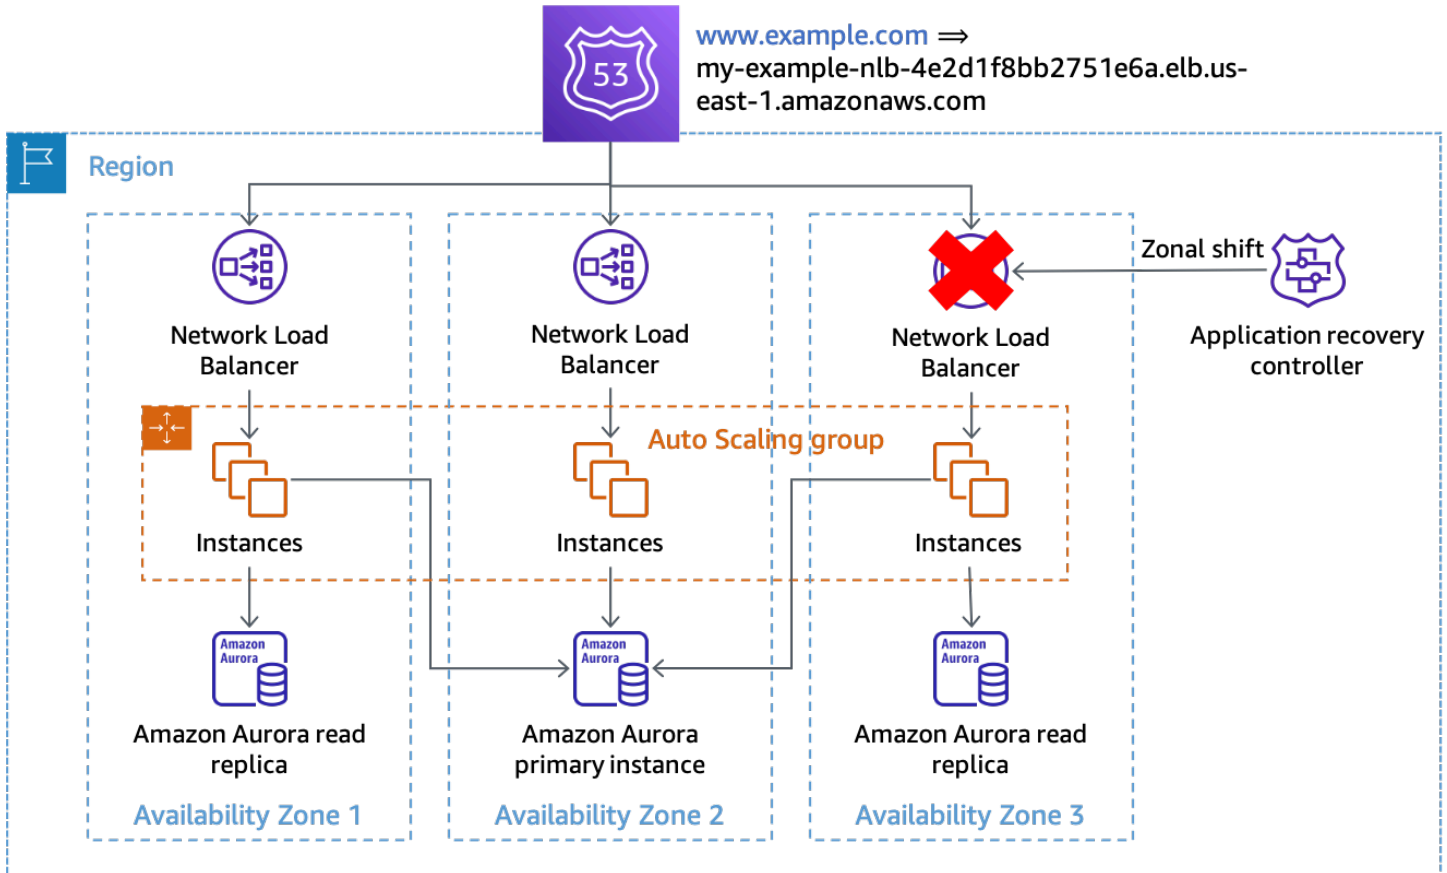 53
www.example.com ⟹
my-example-nlb-4e2d1f8bb2751e6a.elb.us-
east-1.amazonaws.com
Region
Zonal shift
Network Load
Balancer
Network Load
Balancer
Network Load
Balancer
Application recovery
controller
Auto Scaling group
Instances
Instances
Instances
Amazon
Aurora
Amazon
Aurora
Amazon
Aurora
Amazon Aurora read
replica
Amazon Aurora
primary instance
Amazon Aurora read
replica
Availability Zone 1
Availability Zone 2
Availability Zone 3